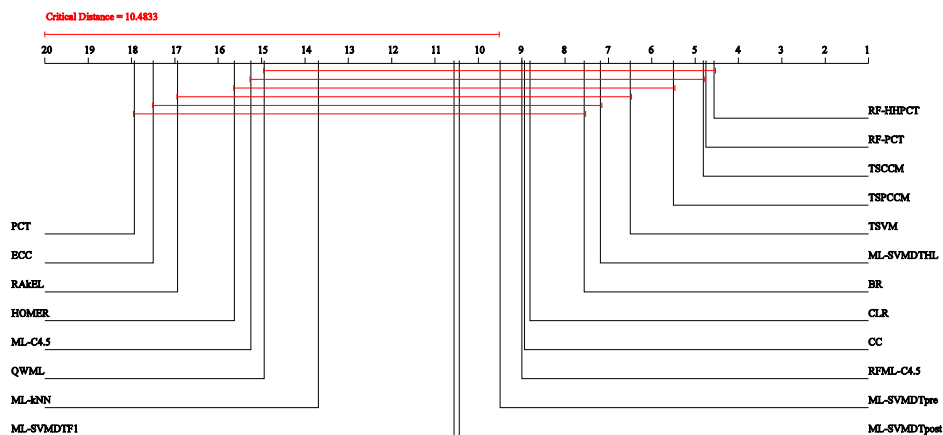 Critical Distance = 10.4833
20 19 18 17 16 15 14 13 12 11 10 9 8 7 6 5 4 3 2 1
RF-HHPCT
RF-PCT
TSCCM
TSPCCM
PCT TSVM
ECC ML-SVMDTHL
RAkEL BR
HOMER CLR
ML-C4.5 CC
QWML RFML-C4.5
ML-kNN ML-SVMDTpre
ML-SVMDTF1 ML-SVMDTpost